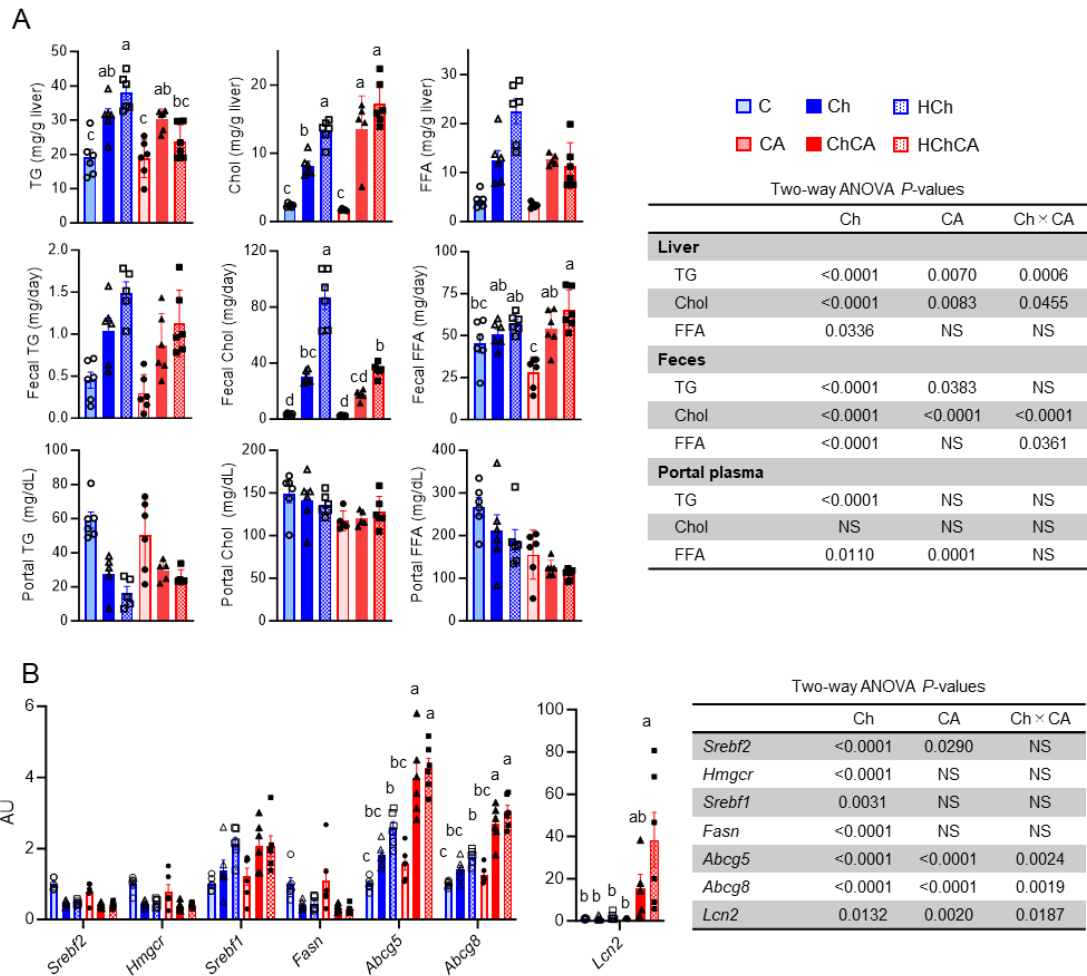 A
TG (mg/g liver)
50
40
30
20
10
0
c
ab
a
c
ab
bc
Chol (mg/g liver)
20
10
0
c
b
a
c
a
a
FFA (mg/g liver)
30
20
10
0
C
Ch
HCh
CA
ChCA
HChCA
Fecal TG (mg/day)
2.0
1.5
1.0
0.5
0.0
Fecal Chol (mg/day)
120
80
40
0
d
bc
a
d
cd
b
Fecal FFA (mg/day)
100
75
50
25
0
bc
ab
ab
c
ab
a
Portal TG (mg/dL)
100
80
60
40
20
0
Portal Chol (mg/dL)
200
150
100
50
0
Portal FFA (mg/dL)
400
300
200
100
0
Two-way ANOVA P-values
Ch CA Ch × CA
Liver
TG <0.0001 0.0070 0.0006
Chol <0.0001 0.0083 0.0455
FFA 0.0336 NS NS
Feces
TG <0.0001 0.0383 NS
Chol <0.0001 <0.0001 <0.0001
FFA <0.0001 NS 0.0361
Portal plasma
TG <0.0001 NS NS
Chol NS NS NS
FFA 0.0110 0.0001 NS
B
AU
6
4
2
0
c
bc
b
bc
a
a
c
bc
b
bc
a
a
Srebf2
Hmgcr
Srebf1
Fasn
Abcg5
Abcg8
100
80
60
40
20
0
b b
b
b
ab
a
Lcn2
Two-way ANOVA P-values
Ch CA Ch × CA
Srebf2 <0.0001 0.0290 NS
Hmgcr <0.0001 NS NS
Srebf1 0.0031 NS NS
Fasn <0.0001 NS NS
Abcg5 <0.0001 <0.0001 0.0024
Abcg8 <0.0001 <0.0001 0.0019
Lcn2 0.0132 0.0020 0.0187